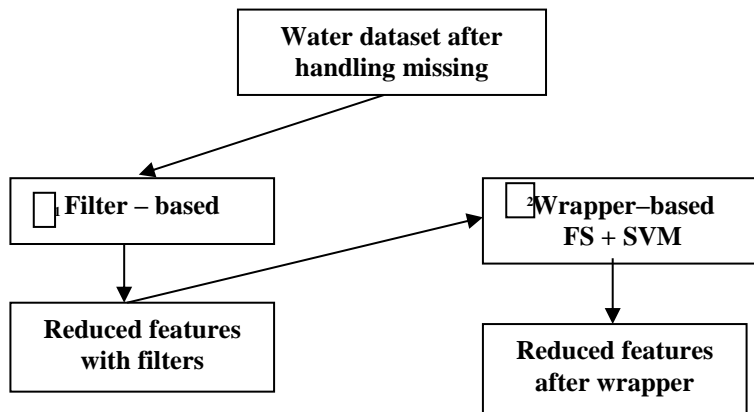 Water dataset after
handling missing
1 Filter – based
2 Wrapper–based
FS + SVM
Reduced features
with filters
Reduced features
after wrapper